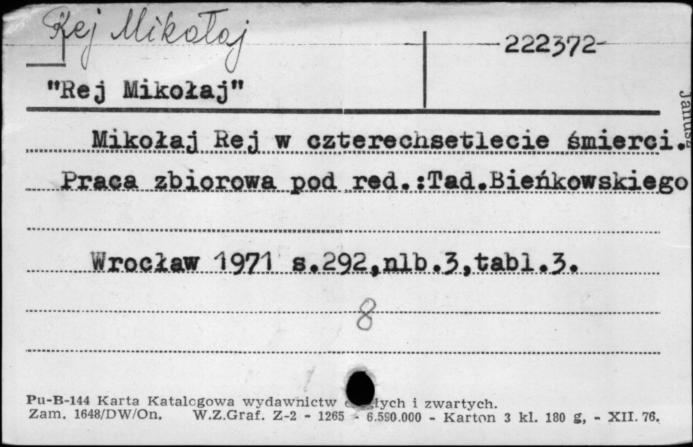 Rej Mikołaj
222372-
"Rej Mikołaj"
Mikołaj Rej w czterechsetlecie śmierci.
Praca zbiorowa pod red.:Tad.Bieńkowskiego
Wrocław 1971 s.292,nlb.3,tabl.3.
8
Pu-B-144 Karta Katalogowa wydawnictw i zwartych.
Zam. 1648/DW/On. W.Z.Graf. Z-2 - 1265 - 6.590.000 - Karton 3 kl. 180 g, - XII. 76.